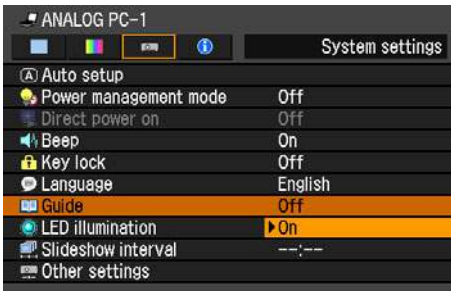 ANALOG PC-1
System settings
Auto setup
Power management mode Off
Direct power on Off
Beep On
Key lock Off
Language English
Guide Off
LED illumination On
Slideshow interval --:--
Other settings